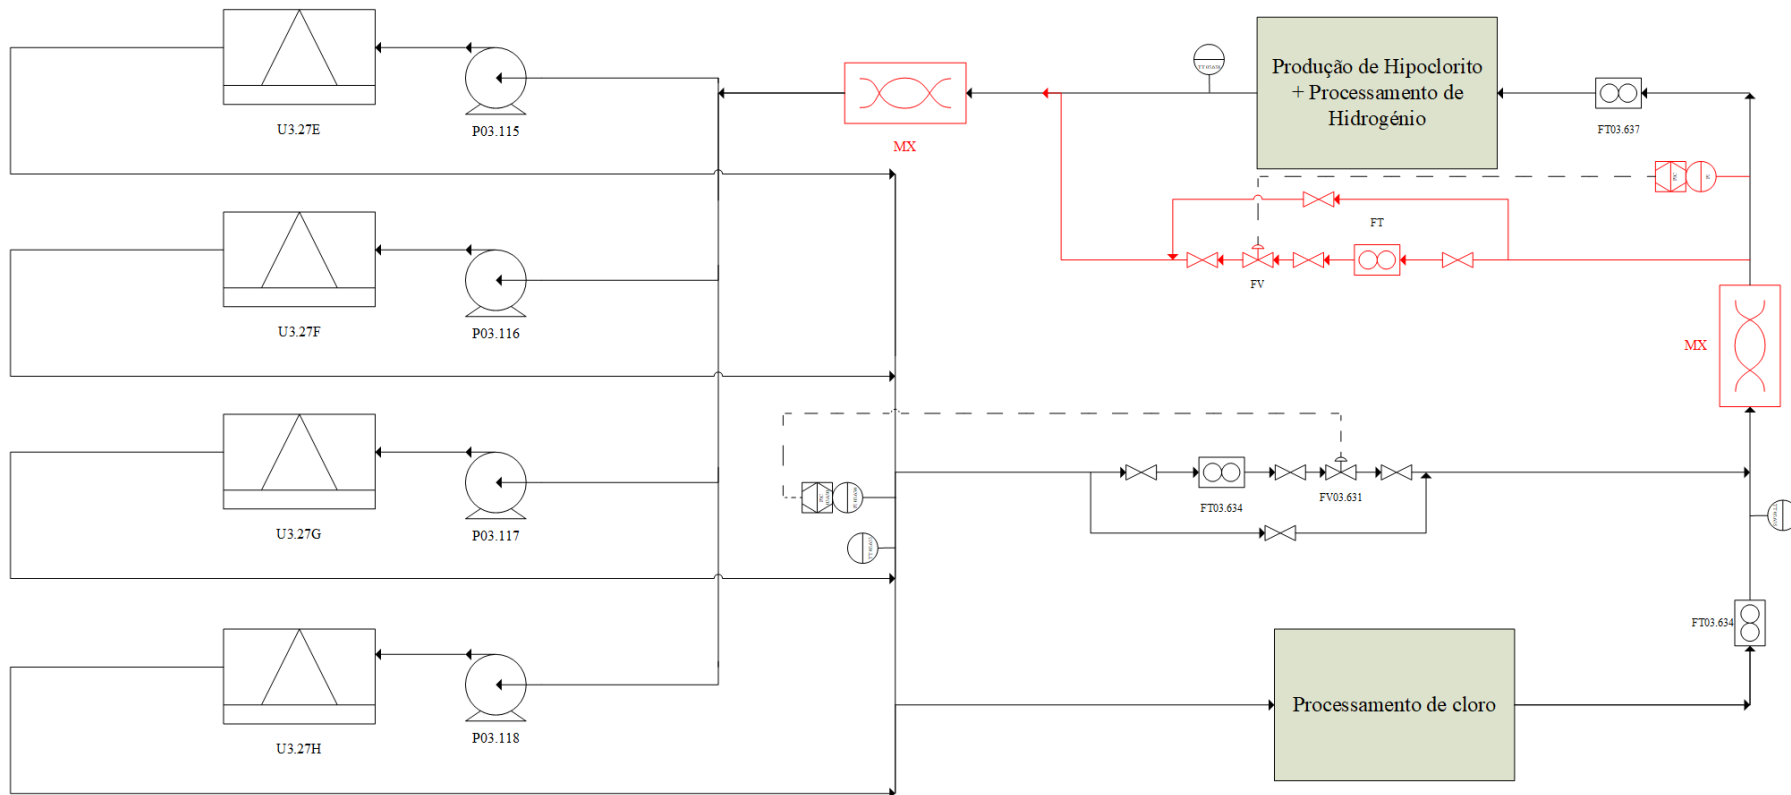 U3.27E
P03.115
MX
Produção de Hipoclorito
+ Processamento de
Hidrogénio
FT03.637
U3.27F
P03.116
FT
FV
MX
U3.27G
P03.117
FT03.634
FV03.631
FT03.634
U3.27H
P03.118
Processamento de cloro